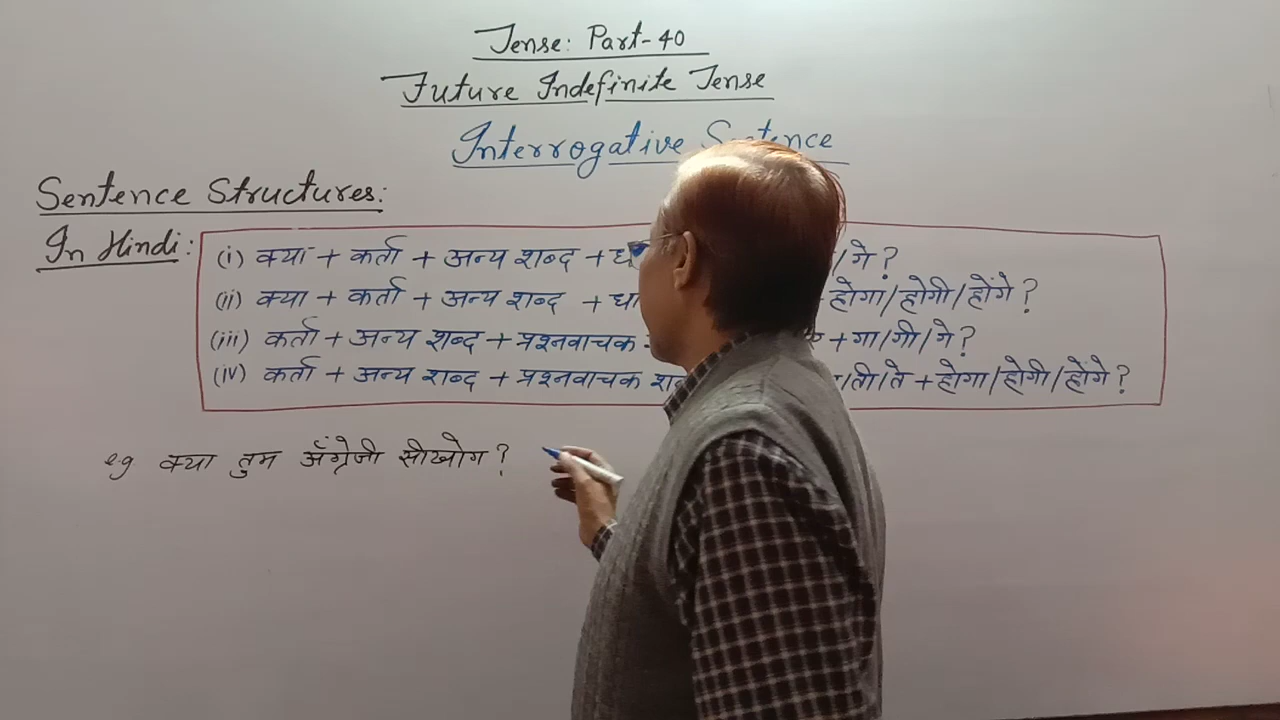 Tense: Part-40
Future Indefinite Tense
Interrogative Sentence
Sentence Structures:
In Hindi:
(i) क्या + कर्ता + अन्य शब्द + / गे?
(ii) क्या + कर्ता + अन्य शब्द + + होगा/होगी/होंगे?
(iii) कर्ता + अन्य शब्द + प्रश्नवाचक + गा/गी/गे?
(iv) कर्ता + अन्य शब्द + प्रश्नवाचक /ती/ते + होगा/होगी/होंगे?
eg क्या तुम अँग्रेजी सीखोग?